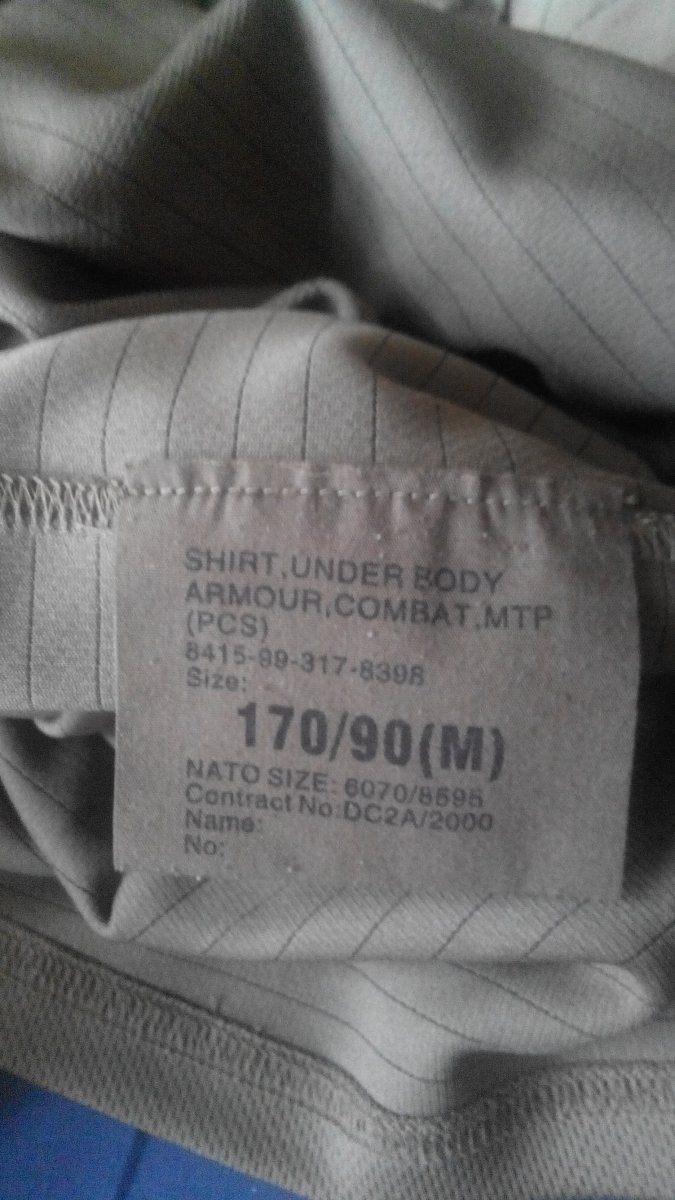 SHIRT,UNDER BODY
ARMOUR,COMBAT,MTP
(PCS)
8415-99-317-8398
Size:
170/90(M)
NATO SIZE: 6070/8595
Contract No:DC2A/2000
Name:
No: